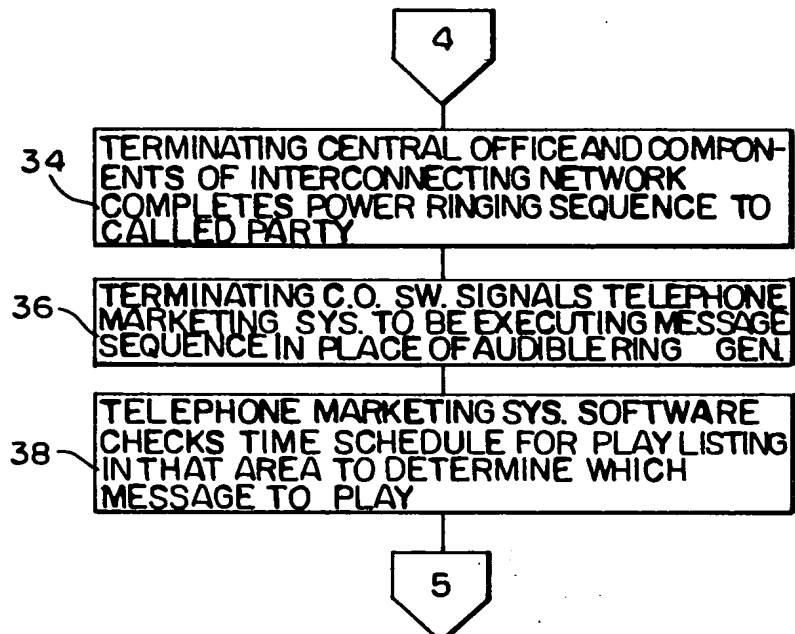 4
34
TERMINATING CENTRAL OFFICE AND COMPON-
ENTS OF INTERCONNECTING NETWORK
COMPLETES POWER RINGING SEQUENCE TO
CALLED PARTY
36
TERMINATING C.O. SW. SIGNALS TELEPHONE
MARKETING SYS. TO BE EXECUTING MESSAGE
SEQUENCE IN PLACE OF AUDIBLE RING GEN.
38
TELEPHONE MARKETING SYS. SOFTWARE
CHECKS TIME SCHEDULE FOR PLAY LISTING
IN THAT AREA TO DETERMINE WHICH
MESSAGE TO PLAY
5